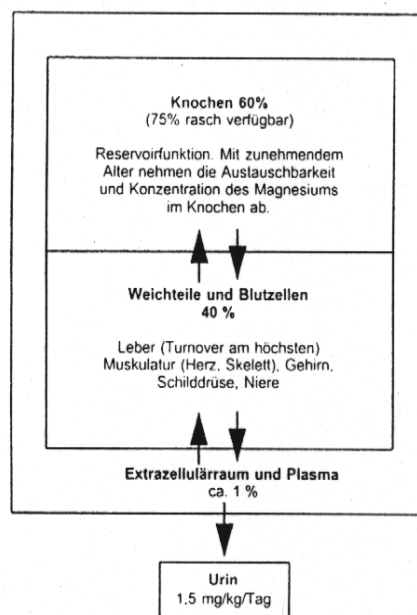 Knochen 60%
(75% rasch verfügbar)
Reservoirfunktion. Mit zunehmendem
Alter nehmen die Austauschbarkeit
und Konzentration des Magnesiums
im Knochen ab.
Weichteile und Blutzellen
40 %
Leber (Turnover am höchsten)
Muskulatur (Herz, Skelett), Gehirn,
Schilddrüse, Niere
Extrazellulärraum und Plasma
ca. 1 %
Urin
1,5 mg/kg/Tag